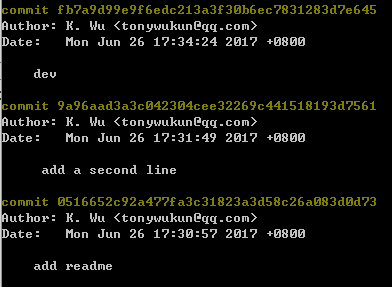 commit fb7a9d99e9f6edc213a3f30b6ec7831283d7e645
Author: K. Wu <tonywukun@qq.com>
Date:   Mon Jun 26 17:34:24 2017 +0800
dev
commit 9a96aad3a3c042304cee32269c441518193d7561
Author: K. Wu <tonywukun@qq.com>
Date:   Mon Jun 26 17:31:49 2017 +0800
add a second line
commit 0516652c92a477fa3c31823a3d58c26a083d0d73
Author: K. Wu <tonywukun@qq.com>
Date:   Mon Jun 26 17:30:57 2017 +0800
add readme